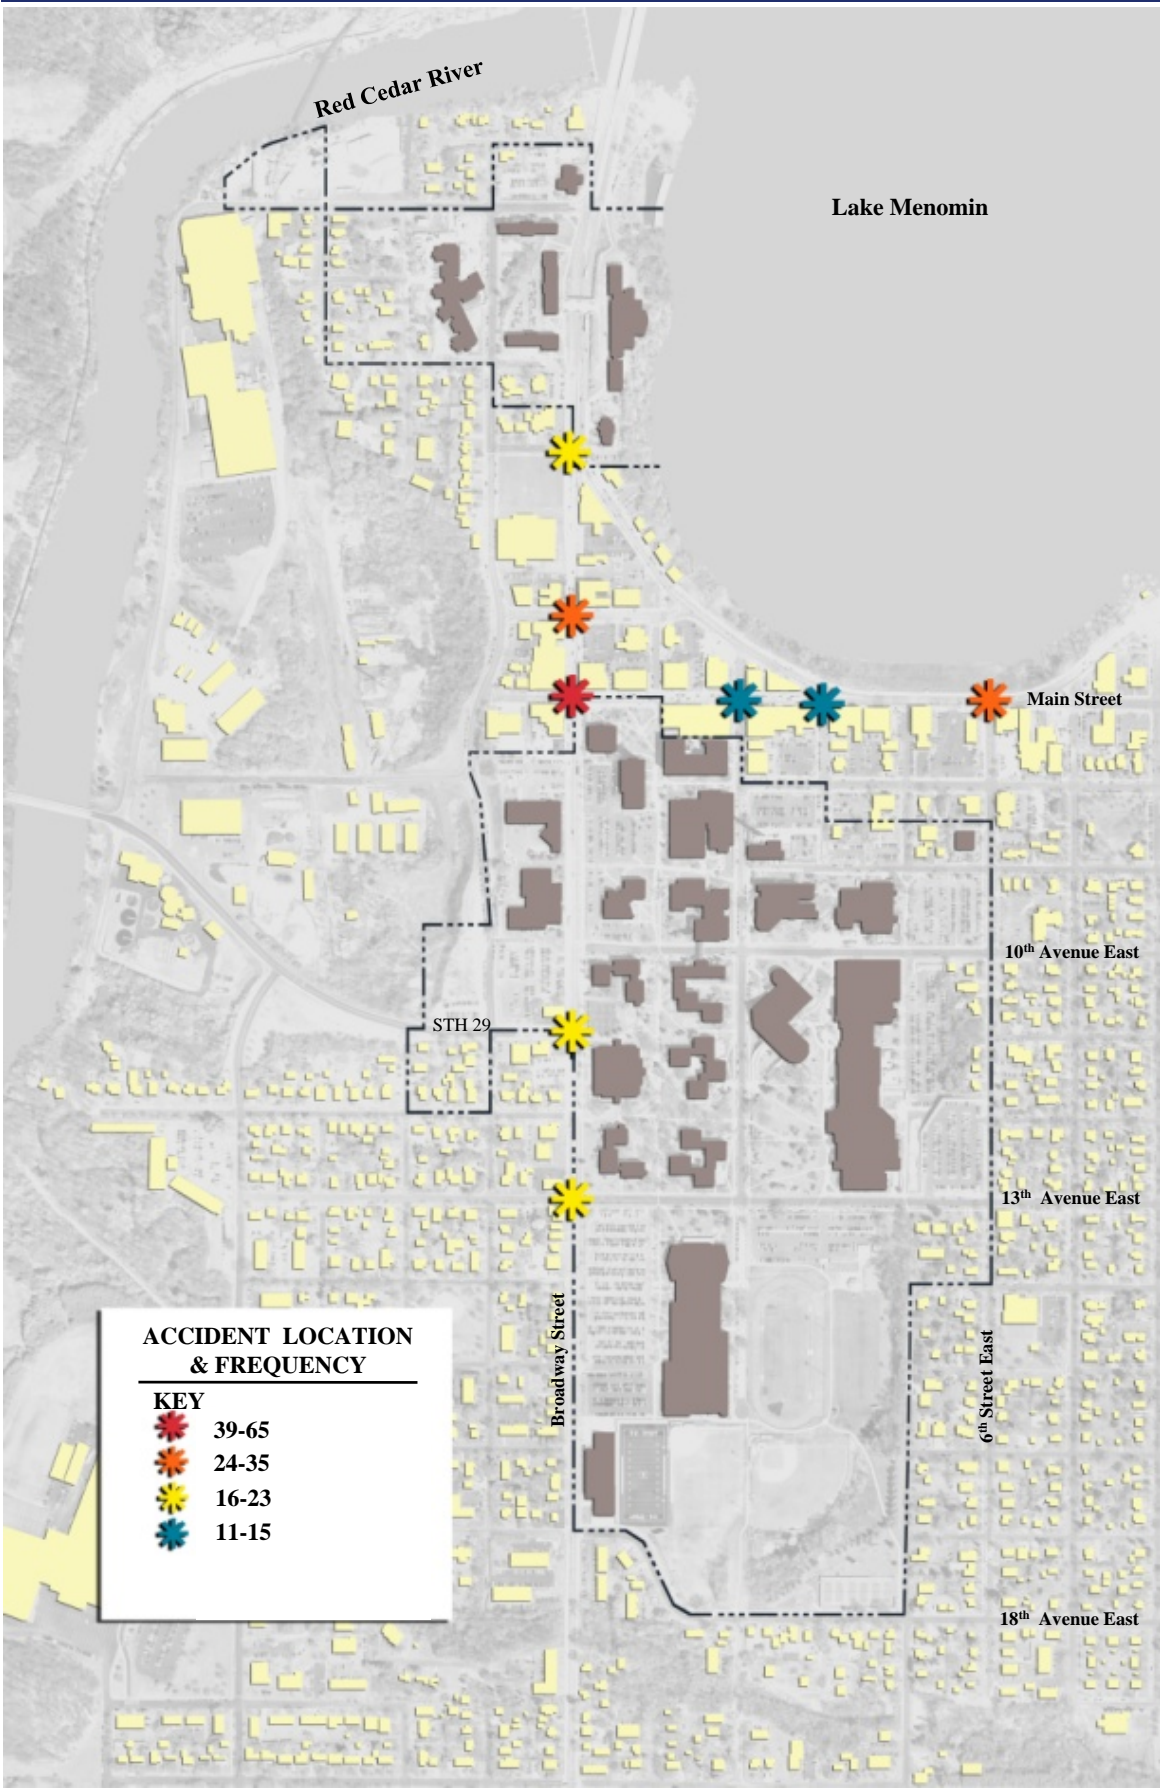 Red Cedar River
Lake Menomin
Main Street
10th Avenue East
STH 29
13th Avenue East
Broadway Street
6th Street East
ACCIDENT LOCATION
& FREQUENCY
KEY
39-65
24-35
16-23
11-15
18th Avenue East